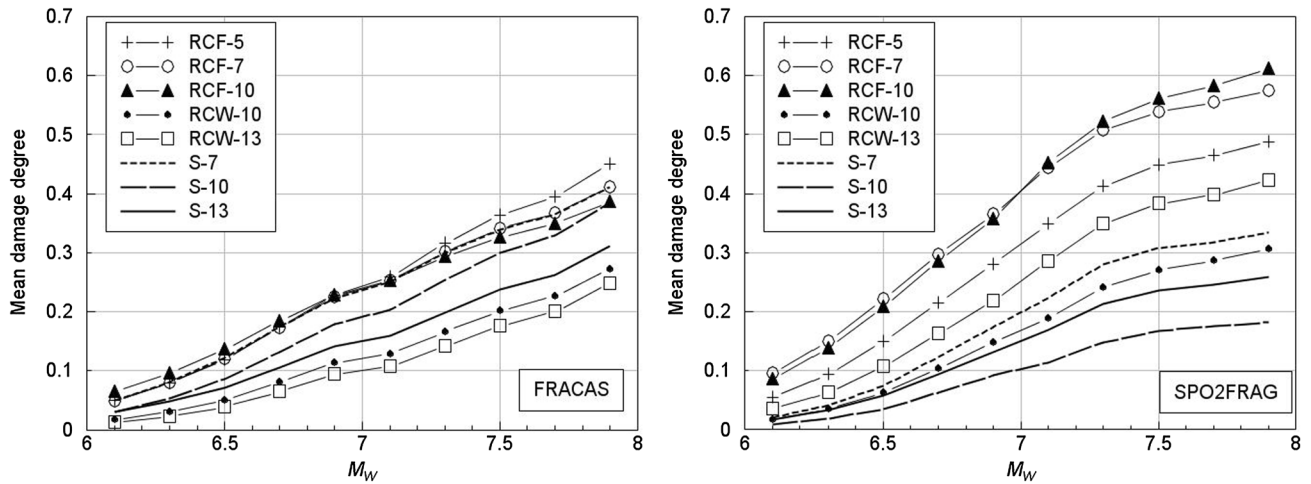 0.7
0.6
0.5
0.4
0.3
0.2
0.1
0
Mean damage degree
RCF-5
RCF-7
RCF-10
RCW-10
RCW-13
S-7
S-10
S-13
FRACAS
6
6.5
7
7.5
8
MW
0.7
0.6
0.5
0.4
0.3
0.2
0.1
0
Mean damage degree
RCF-5
RCF-7
RCF-10
RCW-10
RCW-13
S-7
S-10
S-13
SPO2FRAG
6
6.5
7
7.5
8
MW